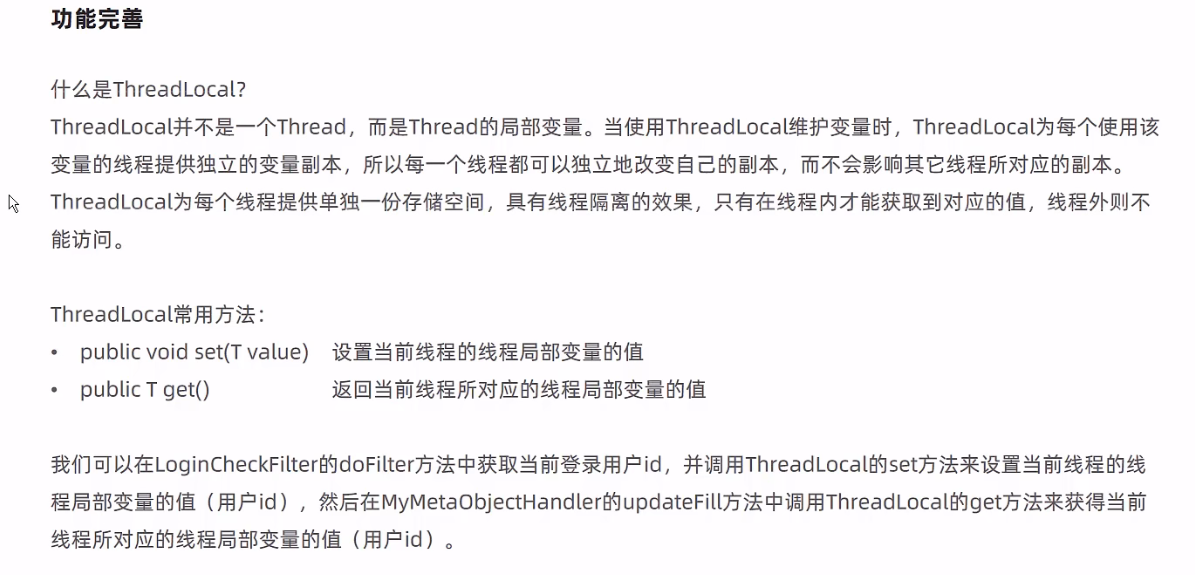 功能完善
什么是ThreadLocal?
ThreadLocal并不是一个Thread，而是Thread的局部变量。当使用ThreadLocal维护变量时，ThreadLocal为每个使用该
变量的线程提供独立的变量副本，所以每一个线程都可以独立地改变自己的副本，而不会影响其它线程所对应的副本。
ThreadLocal为每个线程提供单独一份存储空间，具有线程隔离的效果，只有在线程内才能获取到对应的值，线程外则不
能访问。
ThreadLocal常用方法：
• public void set(T value) 设置当前线程的线程局部变量的值
• public T get() 返回当前线程所对应的线程局部变量的值
我们可以在LoginCheckFilter的doFilter方法中获取当前登录用户id，并调用ThreadLocal的set方法来设置当前线程的线
程局部变量的值（用户id），然后在MyMetaObjectHandler的updateFill方法中调用ThreadLocal的get方法来获得当前
线程所对应的线程局部变量的值（用户id）。